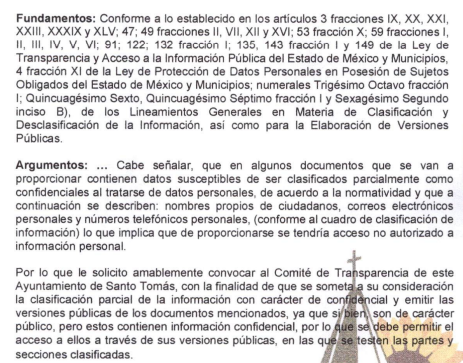 Fundamentos: Conforme a lo establecido en los artículos 3 fracciones IX, XX, XXI,
XXIII, XXXIX y XLV; 47; 49 fracciones II, VII, XII y XVI; 53 fracción X; 59 fracciones I,
II, III, IV, V, VI; 91; 122; 132 fracción I; 135, 143 fracción I y 149 de la Ley de
Transparencia y Acceso a la Información Pública del Estado de México y Municipios,
4 fracción XI de la Ley de Protección de Datos Personales en Posesión de Sujetos
Obligados del Estado de México y Municipios; numerales Trigésimo Octavo fracción
I; Quincuagésimo Sexto, Quincuagésimo Séptimo fracción I y Sexagésimo Segundo
inciso B), de los Lineamientos Generales en Materia de Clasificación y
Desclasificación de la Información, así como para la Elaboración de Versiones
Públicas.
Argumentos: ... Cabe señalar, que en algunos documentos que se van a
proporcionar contienen datos susceptibles de ser clasificados parcialmente como
confidenciales al tratarse de datos personales, de acuerdo a la normatividad y que a
continuación se describen: nombres propios de ciudadanos, correos electrónicos
personales y números telefónicos personales, (conforme al cuadro de clasificación de
información) lo que implica que de proporcionarse se tendría acceso no autorizado a
información personal.
Por lo que le solicito amablemente convocar al Comité de Transparencia de este
Ayuntamiento de Santo Tomás, con la finalidad de que se someta a su consideración
la clasificación parcial de la información con carácter de confidencial y emitir las
versiones públicas de los documentos mencionados, ya que si bien, son de carácter
público, pero estos contienen información confidencial, por lo que se debe permitir el
acceso a ellos a través de sus versiones públicas, en las que se testen las partes y
secciones clasificadas.